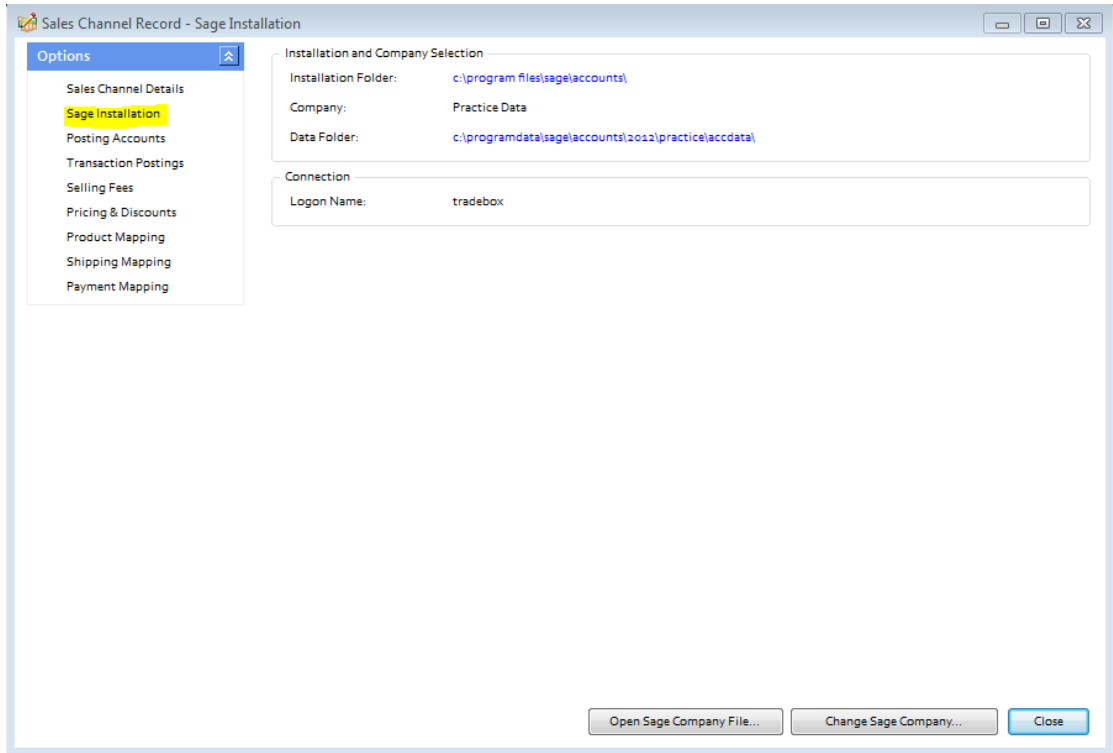 Sales Channel Record - Sage Installation
Options
Sales Channel Details
Sage Installation
Posting Accounts
Transaction Postings
Selling Fees
Pricing & Discounts
Product Mapping
Shipping Mapping
Payment Mapping
Installation and Company Selection
Installation Folder: c:\program files\sage\accounts\
Company: Practice Data
Data Folder: c:\programdata\sage\accounts\2012\practice\accdata\
Connection
Logon Name: tradebox
Open Sage Company File... Change Sage Company... Close